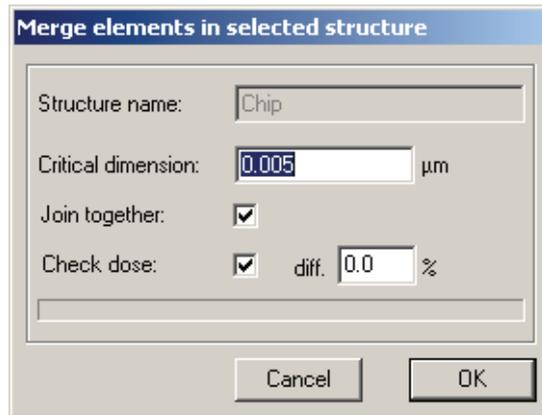 Merge elements in selected structure
Structure name: Chip
Critical dimension: 0.005 µm
Join together:
Check dose: diff. 0.0 %
Cancel OK